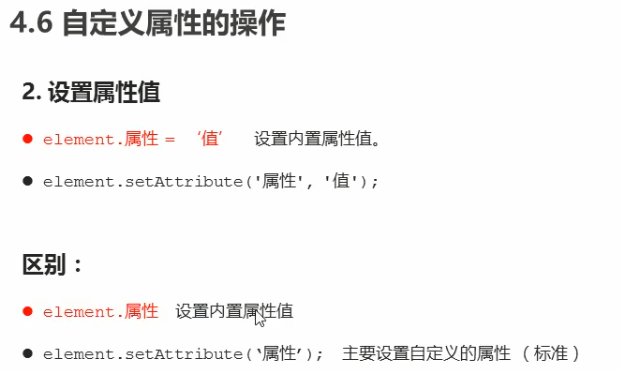 4.6 自定义属性的操作
2. 设置属性值
● element.属性 = ‘值’ 设置内置属性值。
● element.setAttribute('属性', '值');
区别：
● element.属性 设置内置属性值
● element.setAttribute(‘属性’); 主要设置自定义的属性 （标准）